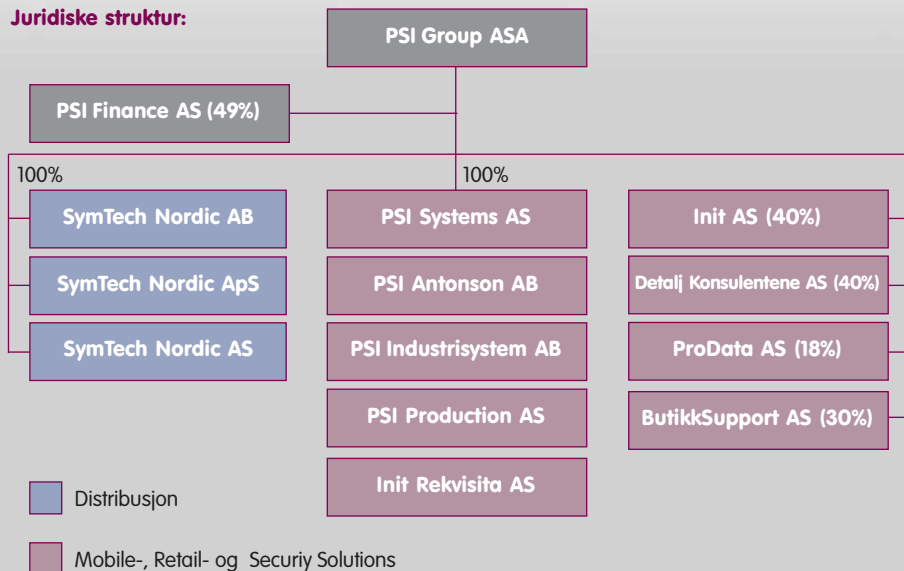 Juridiske struktur:
PSI Group ASA
PSI Finance AS (49%)
100%
100%
SymTech Nordic AB
PSI Systems AS
Init AS (40%)
SymTech Nordic ApS
PSI Antonson AB
Detalj Konsulentene AS (40%)
SymTech Nordic AS
PSI Industrisystem AB
ProData AS (18%)
PSI Production AS
ButikkSupport AS (30%)
Init Rekvisita AS
Distribusjon
Mobile-, Retail- og Securiy Solutions